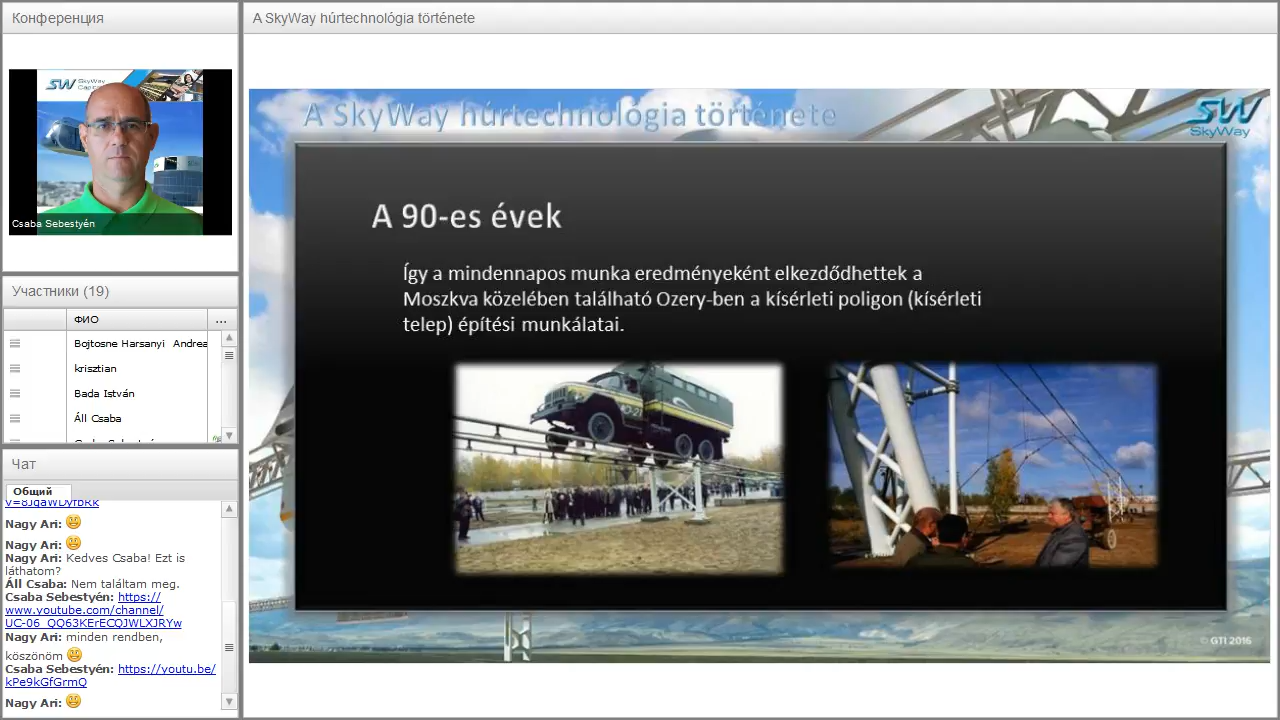 Конференция
SW SkyWay
Csaba Sebestyén
Участники (19)
ФИО
...
Bojtosne Harsanyi Andrea
krisztian
Bada István
Áll Csaba
Чат
Общий
Nagy Ari:
Nagy Ari:
Nagy Ari: Kedves Csaba! Ezt is
láthatom?
Áll Csaba: Nem találtam meg.
Csaba Sebestyén: https://
www.youtube.com/channel/
UC-06_QQ63KErECQJWLXJRYw
Nagy Ari: minden rendben,
köszönöm
Csaba Sebestyén: https://youtu.be/
kPe9kGfGrmQ
Nagy Ari:
A SkyWay húrtechnológia története
A SkyWay húrtechnológia története
SW
SkyWay
A 90-es évek
Így a mindennapos munka eredményeként elkezdődhettek a
Moszkva közelében található Ozery-ben a kísérleti poligon (kísérleti
telep) építési munkálatai.
© GTI 2016